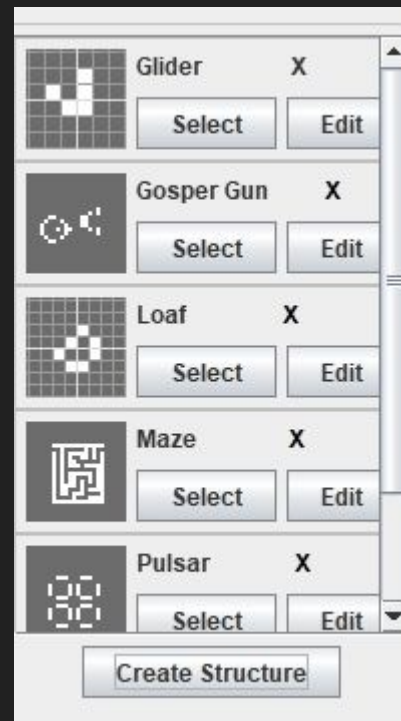 Glider X
Select Edit
Gosper Gun X
Select Edit
Loaf X
Select Edit
Maze X
Select Edit
Pulsar X
Select Edit
Create Structure